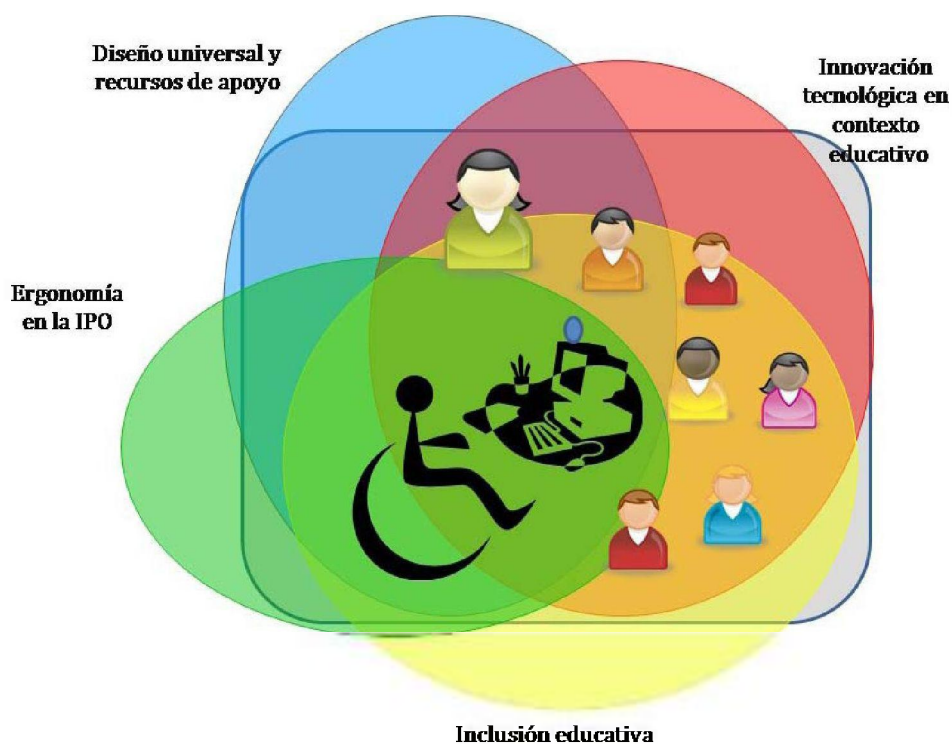 Diseño universal y
recursos de apoyo
Innovación
tecnológica en
contexto
educativo
Ergonomía
en la IPO
Inclusión educativa